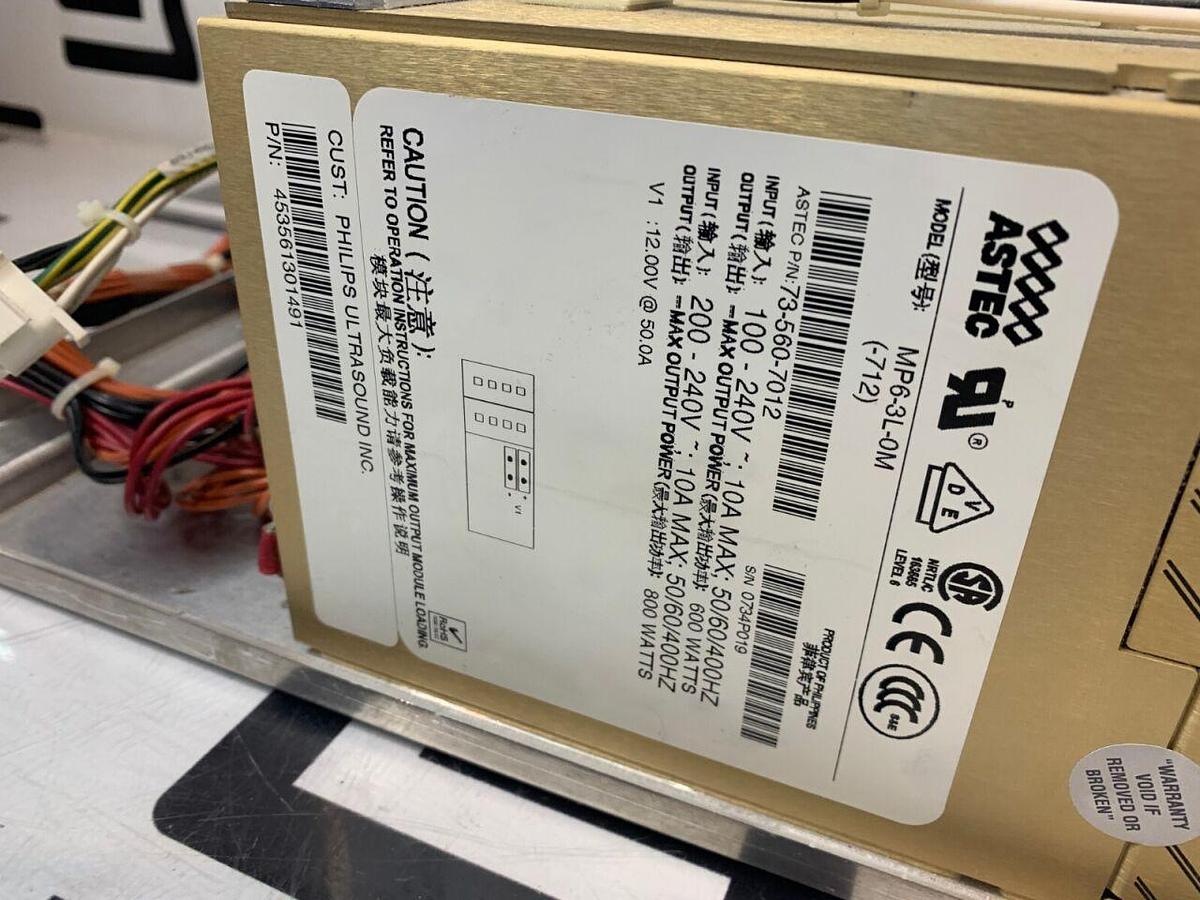 ASTEC
VDE
SA
NRTL/C
163665
LEVEL 6
CE
CCC
S&E
MODEL(型号): MP6-3L-0M
(-712)
PRODUCT OF PHILIPPINES
菲律宾产品
ASTEC P/N: 73-560-7012
S/N 0734P019
INPUT(输入): 100 - 240V ~; 10A MAX; 50/60/400HZ
OUTPUT(输出): MAX OUTPUT POWER(最大输出功率): 600 WATTS
INPUT(输入): 200 - 240V ~; 10A MAX; 50/60/400HZ
OUTPUT(输出): MAX OUTPUT POWER(最大输出功率): 800 WATTS
V1 :12.00V @ 50.0A
+ V1
-
RoHS
CAUTION (注意):
REFER TO OPERATION INSTRUCTIONS FOR MAXIMUM OUTPUT MODULE LOADING.
模块最大负载能力请参考操作说明
CUST: PHILIPS ULTRASOUND INC.
P/N: 453561301491
"WARRANTY
VOID IF
REMOVED OR
BROKEN"